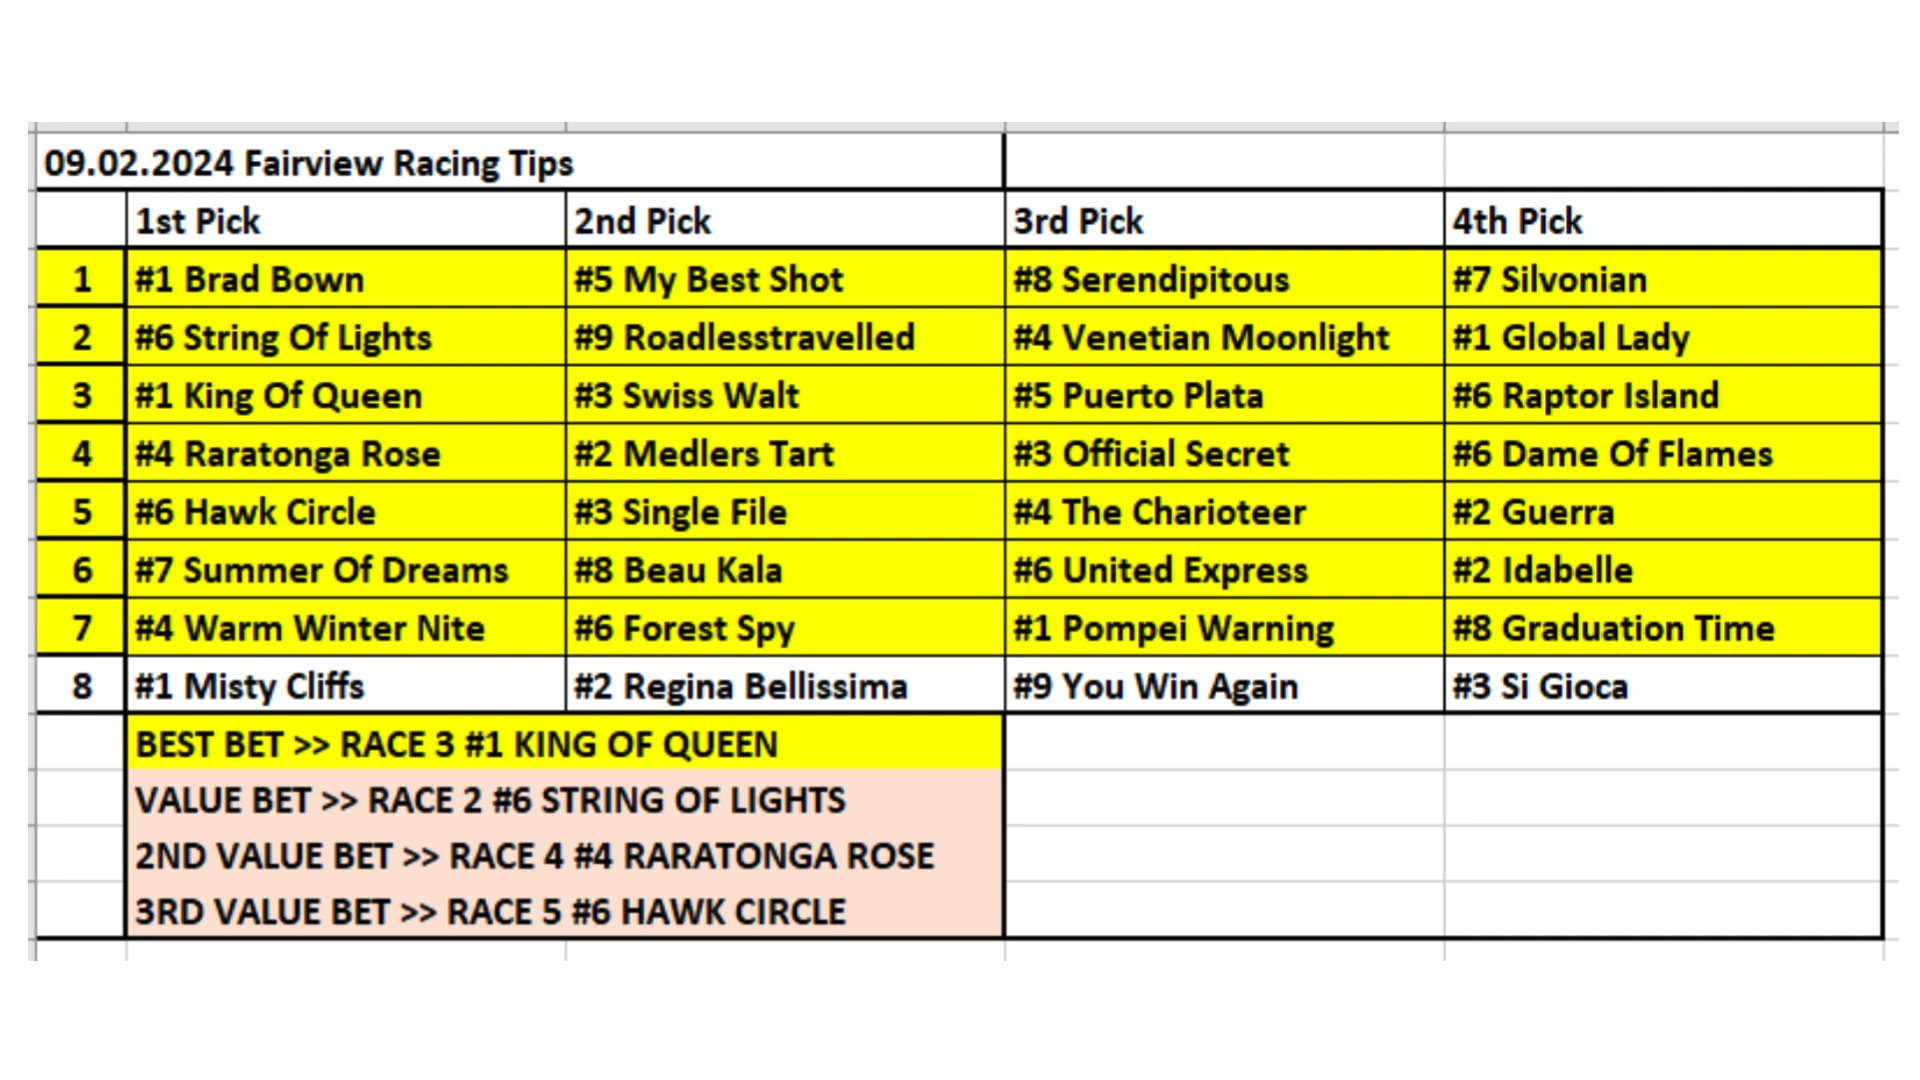 09.02.2024 Fairview Racing Tips
1st Pick 2nd Pick 3rd Pick 4th Pick
1 #1 Brad Bown #5 My Best Shot #8 Serendipitous #7 Silvonian
2 #6 String Of Lights #9 Roadlesstravelled #4 Venetian Moonlight #1 Global Lady
3 #1 King Of Queen #3 Swiss Walt #5 Puerto Plata #6 Raptor Island
4 #4 Raratonga Rose #2 Medlers Tart #3 Official Secret #6 Dame Of Flames
5 #6 Hawk Circle #3 Single File #4 The Charioteer #2 Guerra
6 #7 Summer Of Dreams #8 Beau Kala #6 United Express #2 Idabelle
7 #4 Warm Winter Nite #6 Forest Spy #1 Pompei Warning #8 Graduation Time
8 #1 Misty Cliffs #2 Regina Bellissima #9 You Win Again #3 Si Gioca
BEST BET >> RACE 3 #1 KING OF QUEEN
VALUE BET >> RACE 2 #6 STRING OF LIGHTS
2ND VALUE BET >> RACE 4 #4 RARATONGA ROSE
3RD VALUE BET >> RACE 5 #6 HAWK CIRCLE